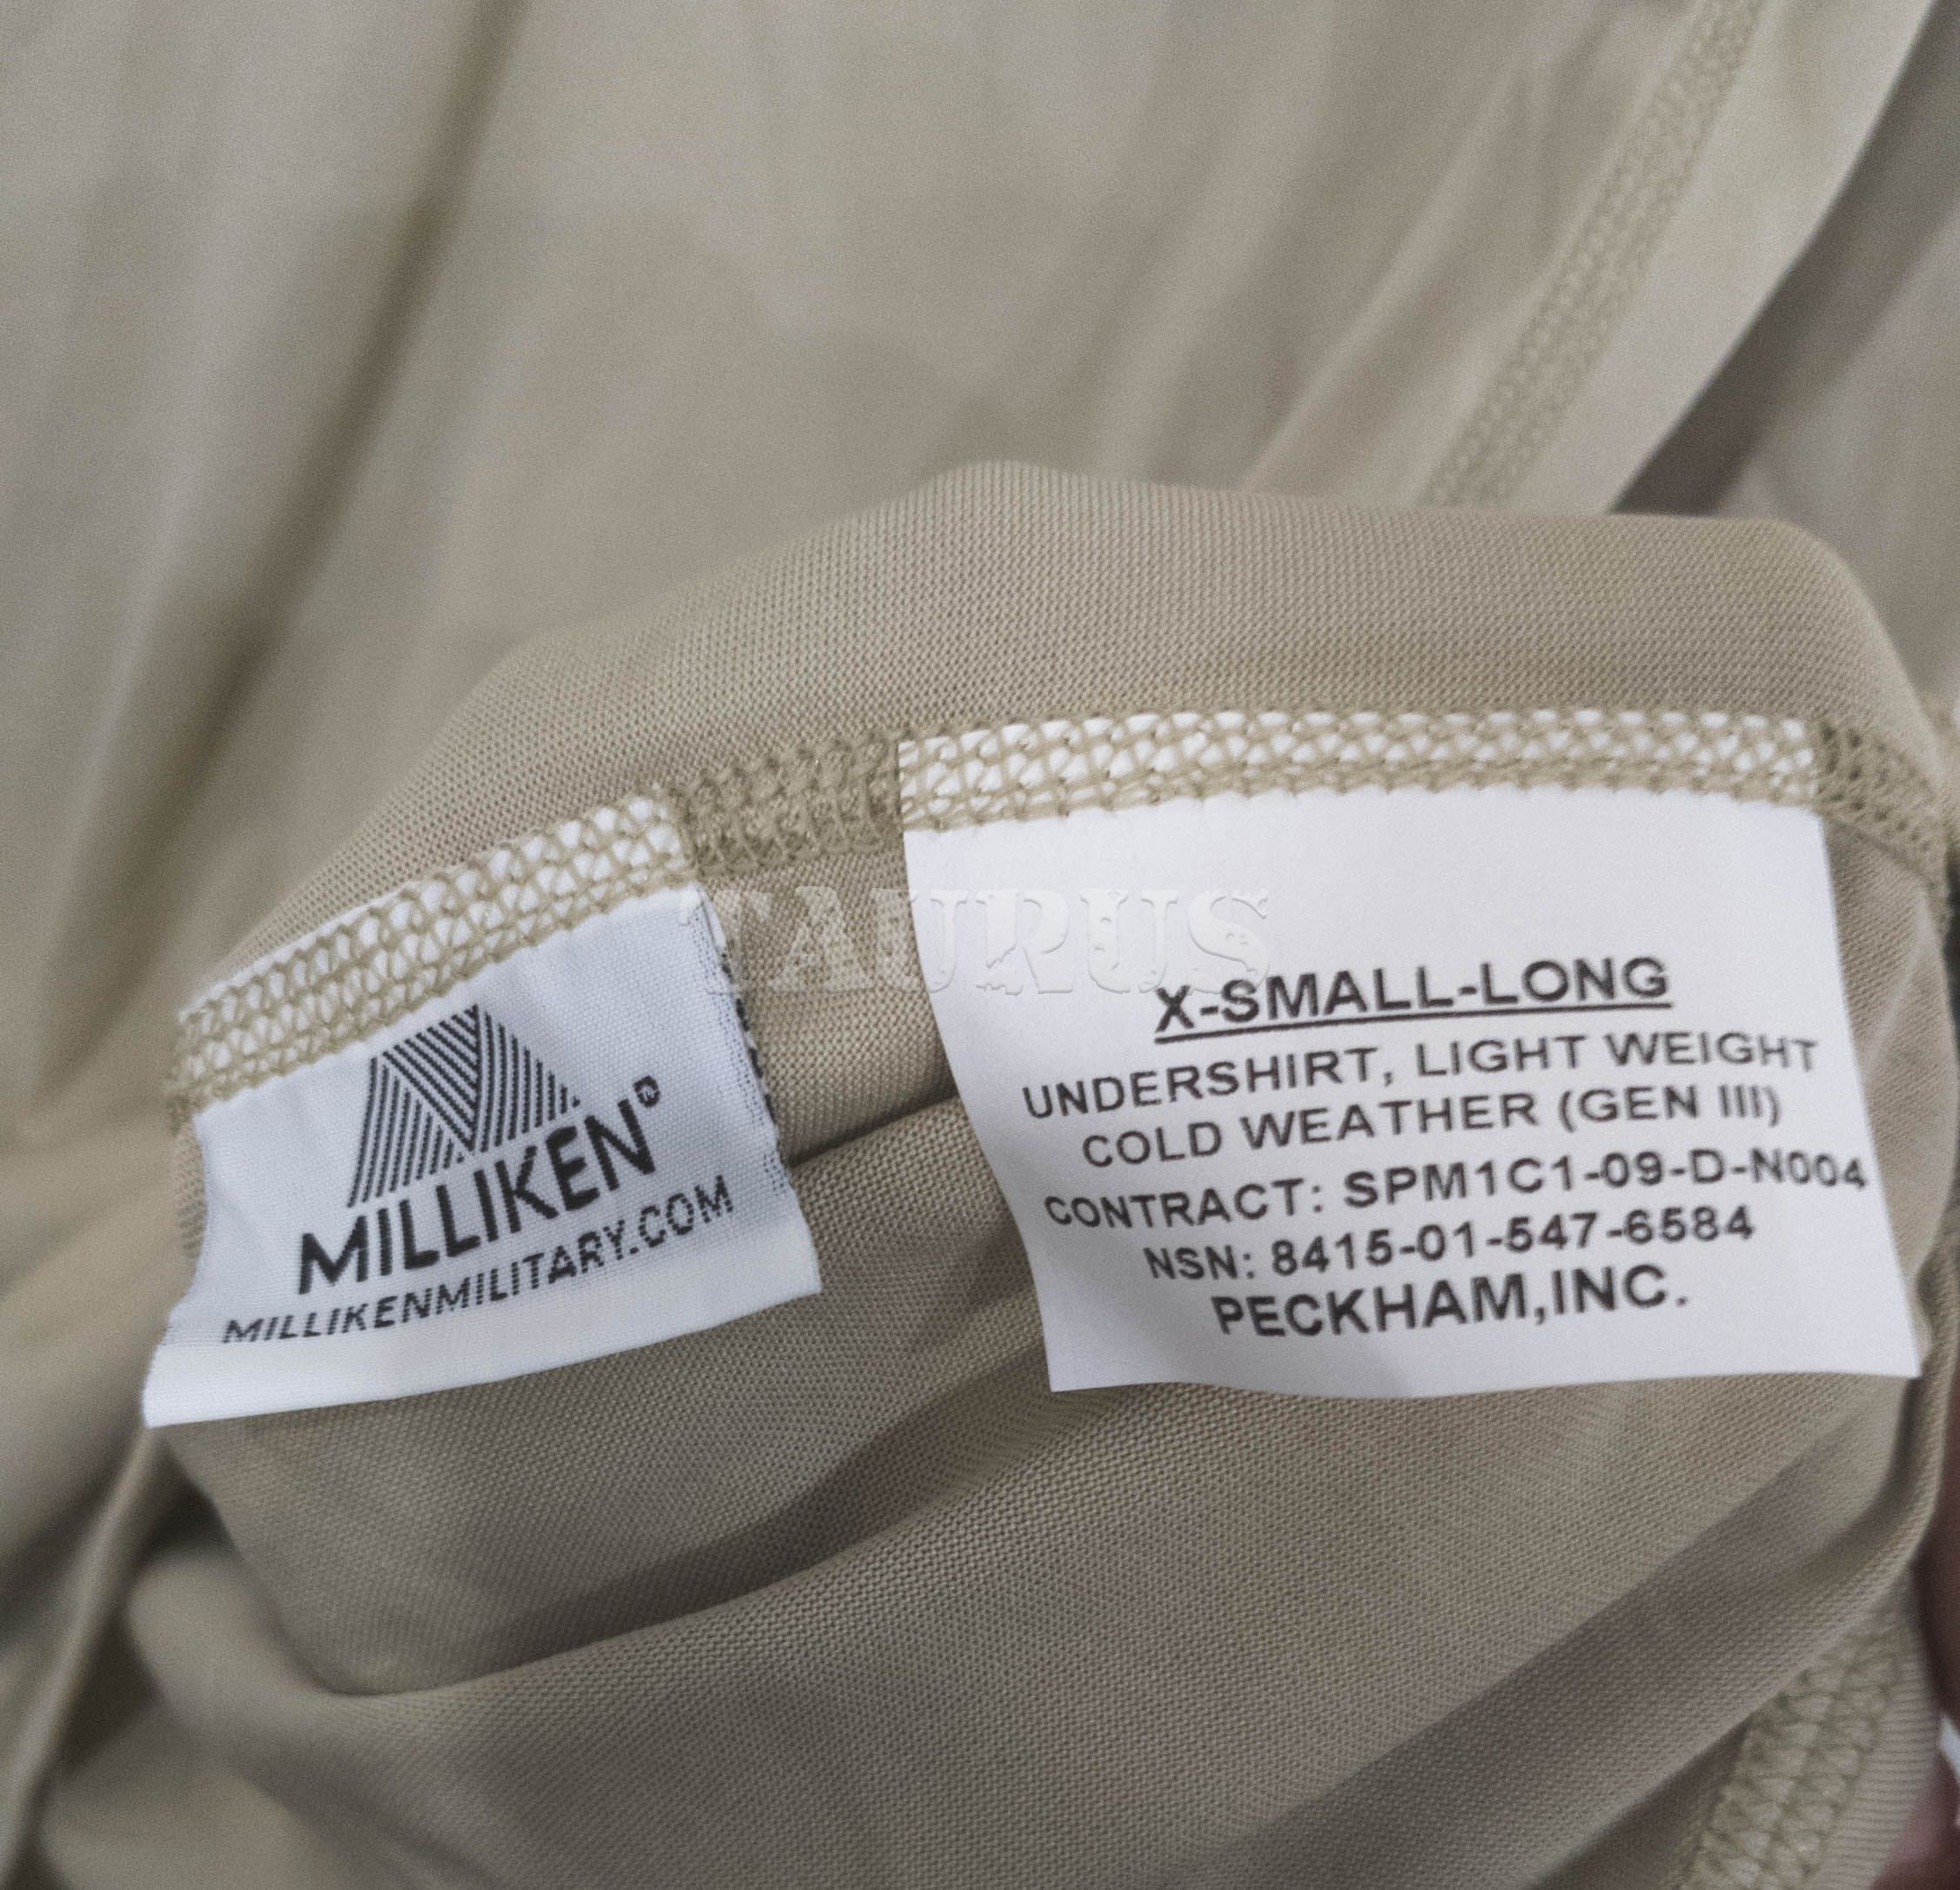 MILLIKEN®
MILLIKENMILITARY.COM
TAURUS
X-SMALL-LONG
UNDERSHIRT, LIGHT WEIGHT
COLD WEATHER (GEN III)
CONTRACT: SPM1C1-09-D-N004
NSN: 8415-01-547-6584
PECKHAM,INC.